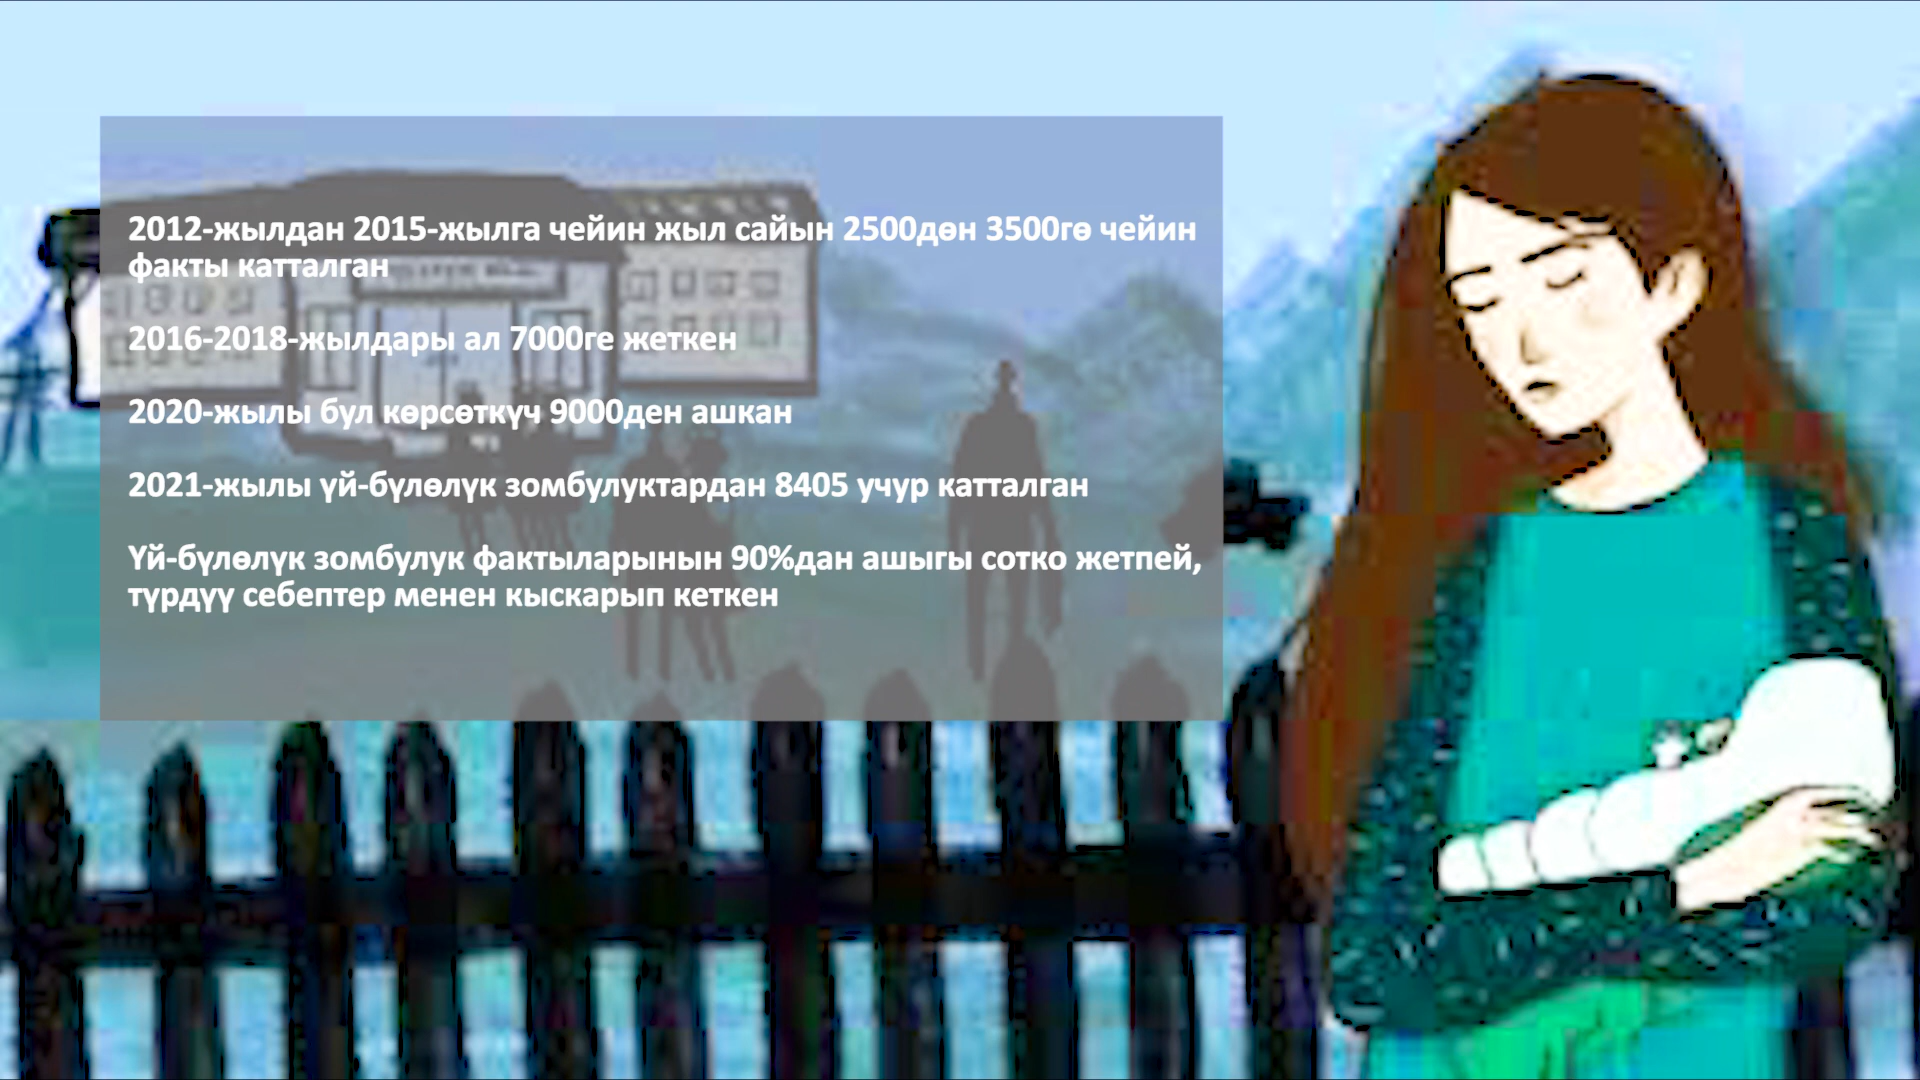 2012-жылдан 2015-жылга чейин жыл сайын 2500дөн 3500гө чейин
факты катталган
2016-2018-жылдары ал 7000ге жеткен
2020-жылы бул көрсөткүч 9000ден ашкан
2021-жылы үй-бүлөлүк зомбулуктардан 8405 учур катталган
Үй-бүлөлүк зомбулук фактыларынын 90%дан ашыгы сотко жетпей,
түрдүү себептер менен кыскарып кеткен